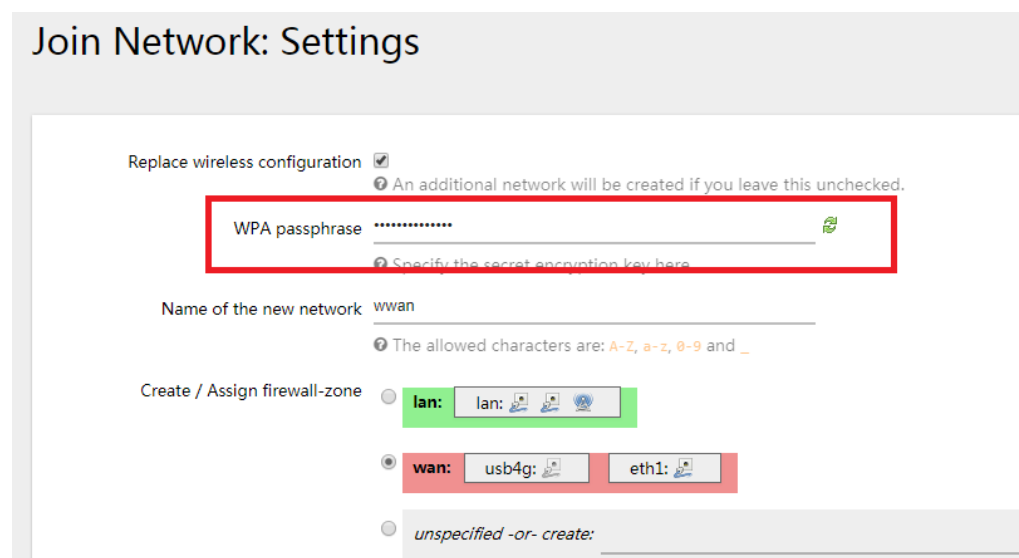 Join Network: Settings
Replace wireless configuration
An additional network will be created if you leave this unchecked.
WPA passphrase ••••••••••••••
Specify the secret encryption key here
Name of the new network wwan
The allowed characters are: A-Z, a-z, 0-9 and _
Create / Assign firewall-zone
lan: lan:
wan: usb4g: eth1:
unspecified -or- create: